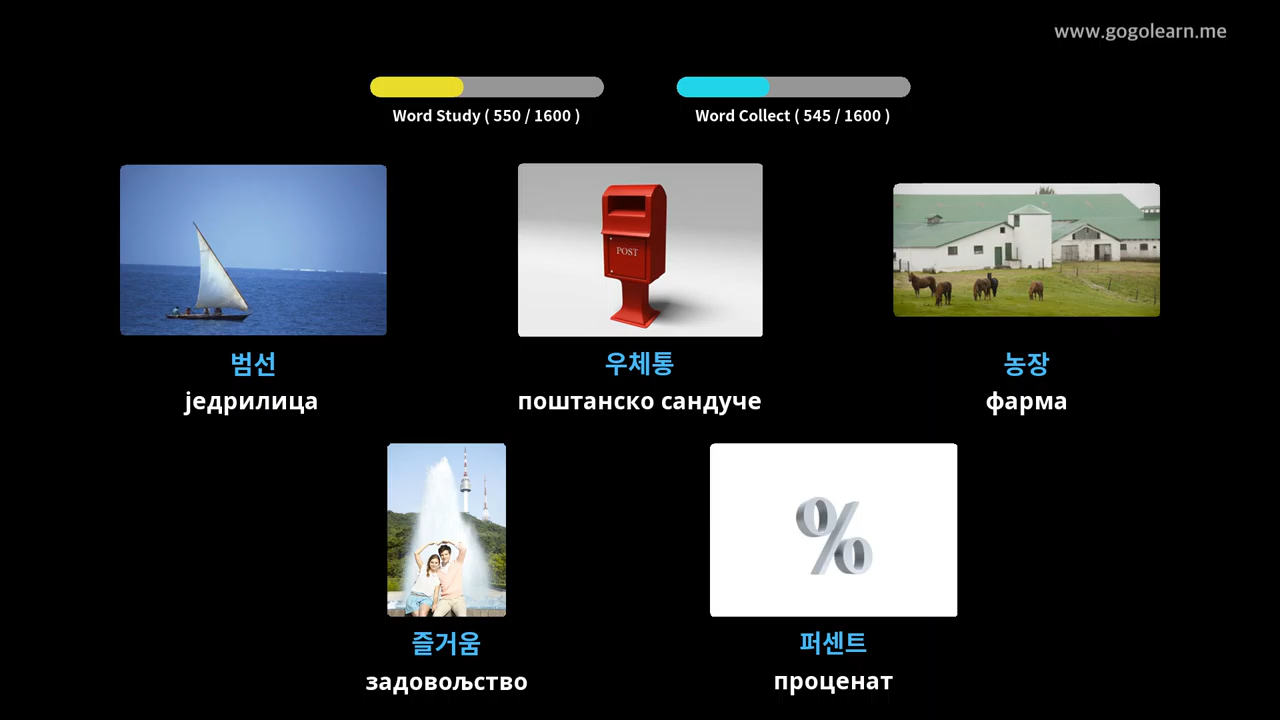 www.gogolearn.me
Word Study ( 550 / 1600 )
Word Collect ( 545 / 1600 )
POST
범선
우체통
농장
једрилица
поштанско сандуче
фарма
%
즐거움
퍼센트
задовољство
проценат